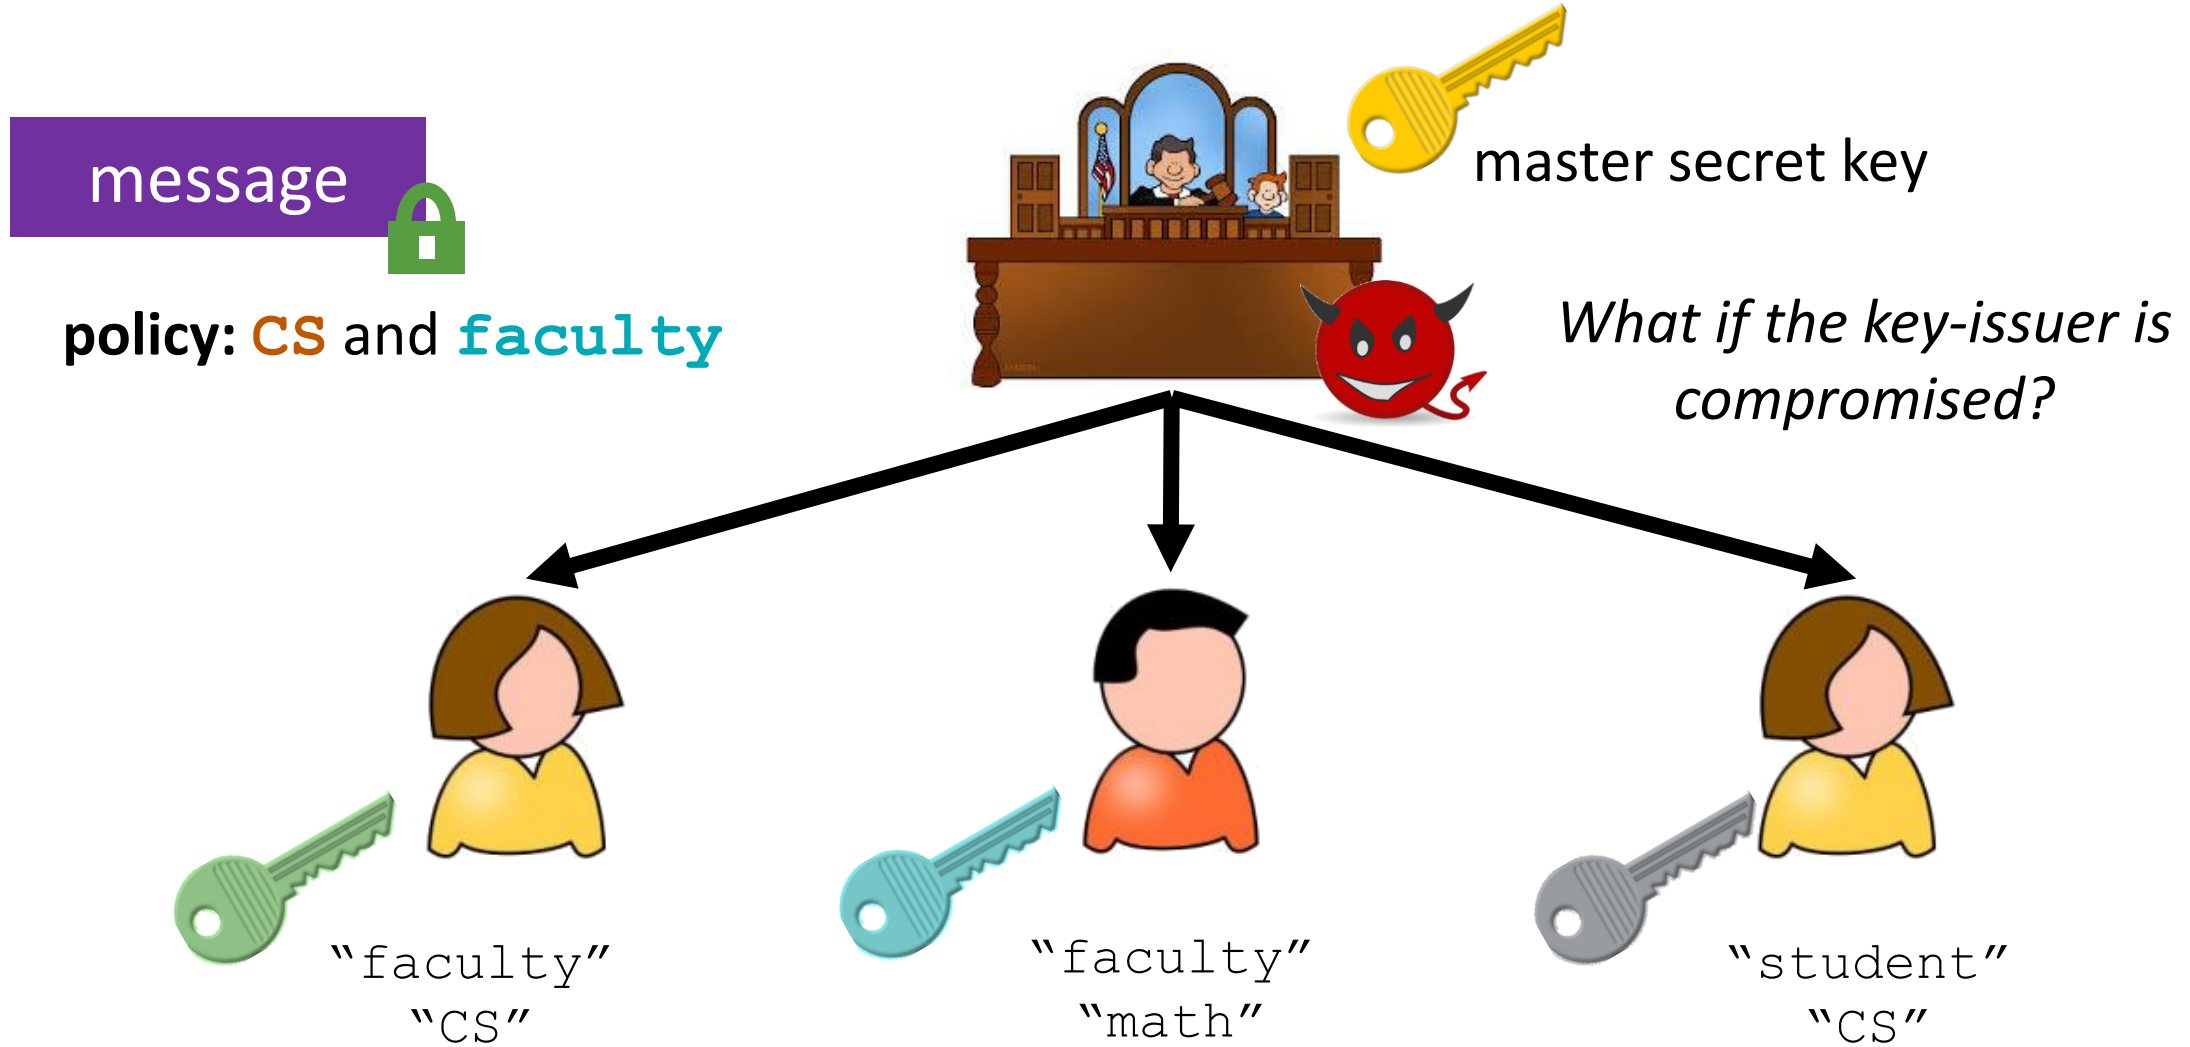 message
master secret key
policy: CS and faculty
What if the key-issuer is
compromised?
“faculty”
“CS”
“faculty”
“math”
“student”
“CS”